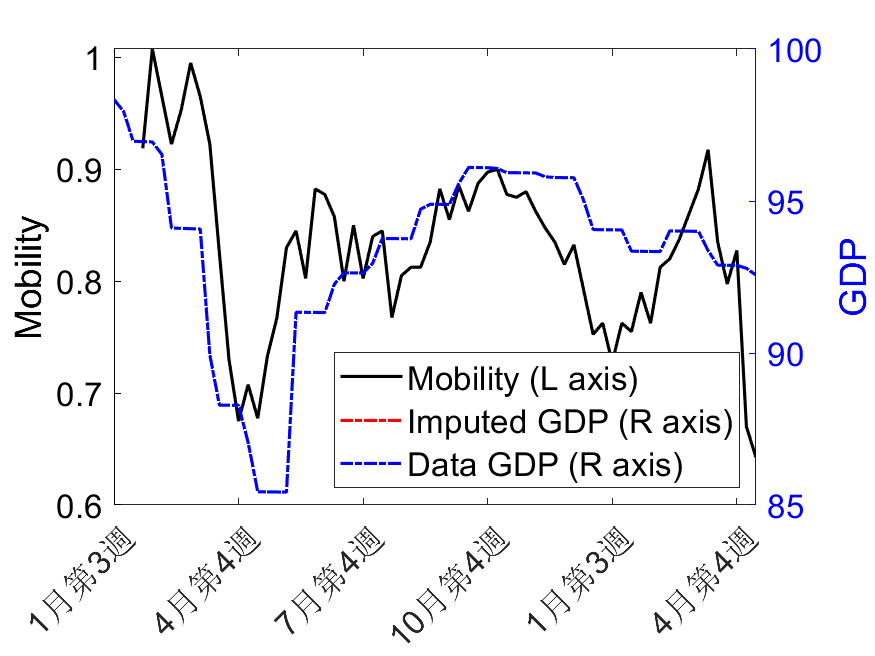 Mobility
1
0.9
0.8
0.7
0.6
100
95
90
85
GDP
Mobility (L axis)
Imputed GDP (R axis)
Data GDP (R axis)
1月第3週
4月第4週
7月第4週
10月第4週
1月第3週
4月第4週